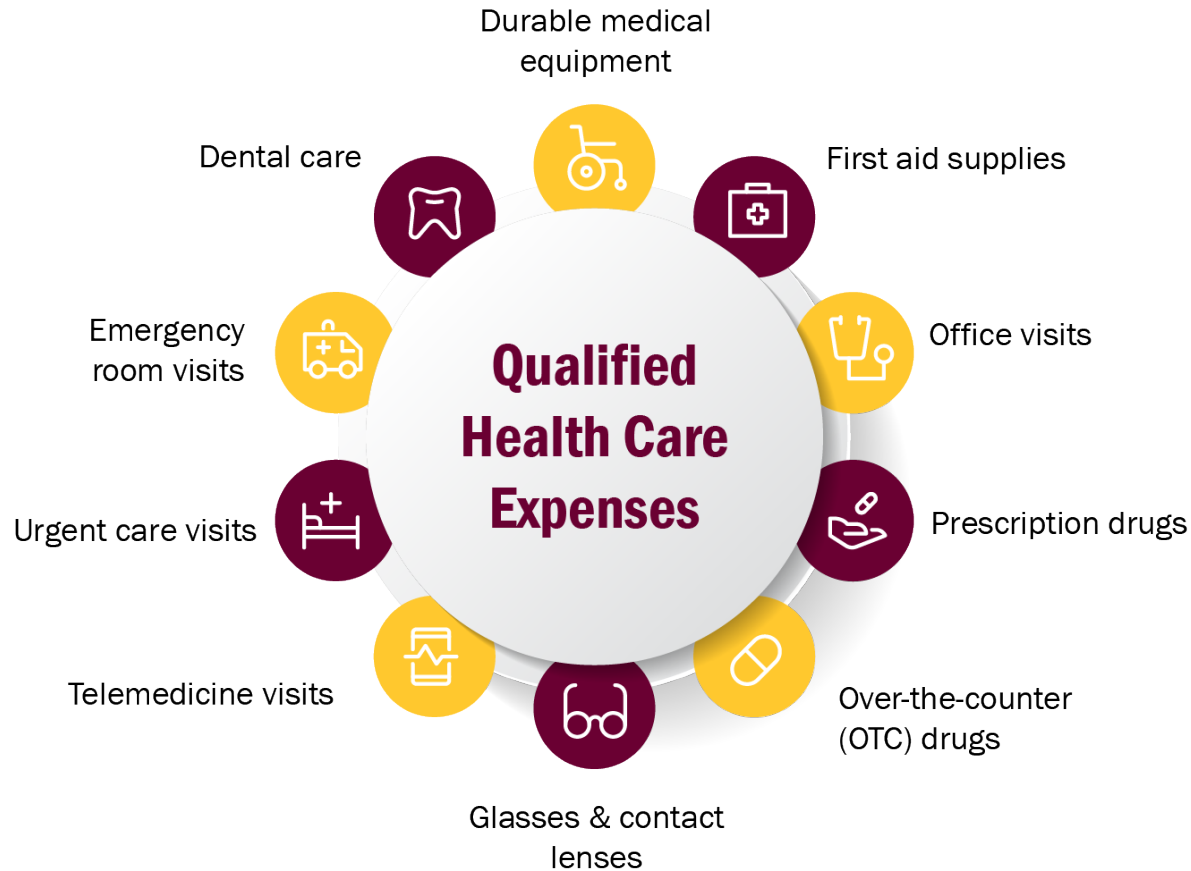 Durable medical
equipment
Dental care
First aid supplies
Emergency
room visits
Office visits
Qualified
Health Care
Expenses
Urgent care visits
Prescription drugs
Telemedicine visits
Over-the-counter
(OTC) drugs
Glasses & contact
lenses